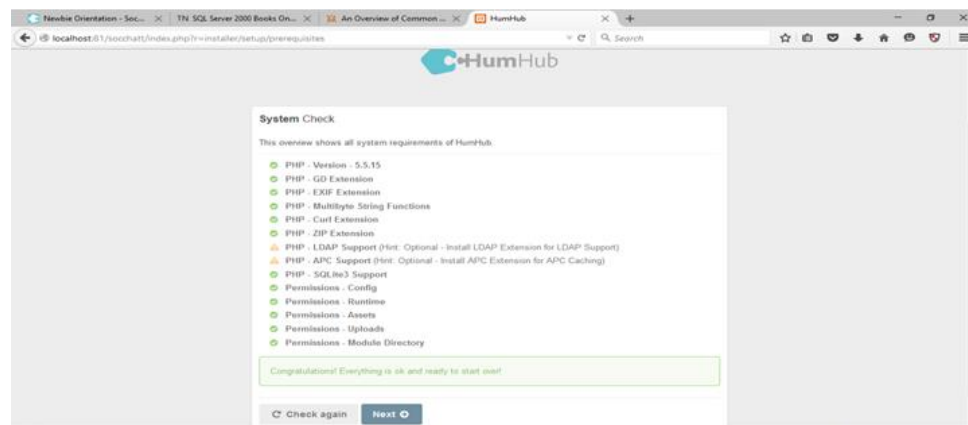 Newbie Orientation - Soc...
TN: SQL Server 2000 Books On...
An Overview of Common ...
HumHub
localhost:81/socchatt/index.php?r=installer/setup/prerequisites
Search
HumHub
System Check
This overview shows all system requirements of HumHub.
PHP - Version - 5.5.15
PHP - GD Extension
PHP - EXIF Extension
PHP - Multibyte String Functions
PHP - Curl Extension
PHP - ZIP Extension
PHP - LDAP Support (Hint: Optional - Install LDAP Extension for LDAP Support)
PHP - APC Support (Hint: Optional - Install APC Extension for APC Caching)
PHP - SQLite3 Support
Permissions - Config
Permissions - Runtime
Permissions - Assets
Permissions - Uploads
Permissions - Module Directory
Congratulations! Everything is ok and ready to start over!
Check again
Next